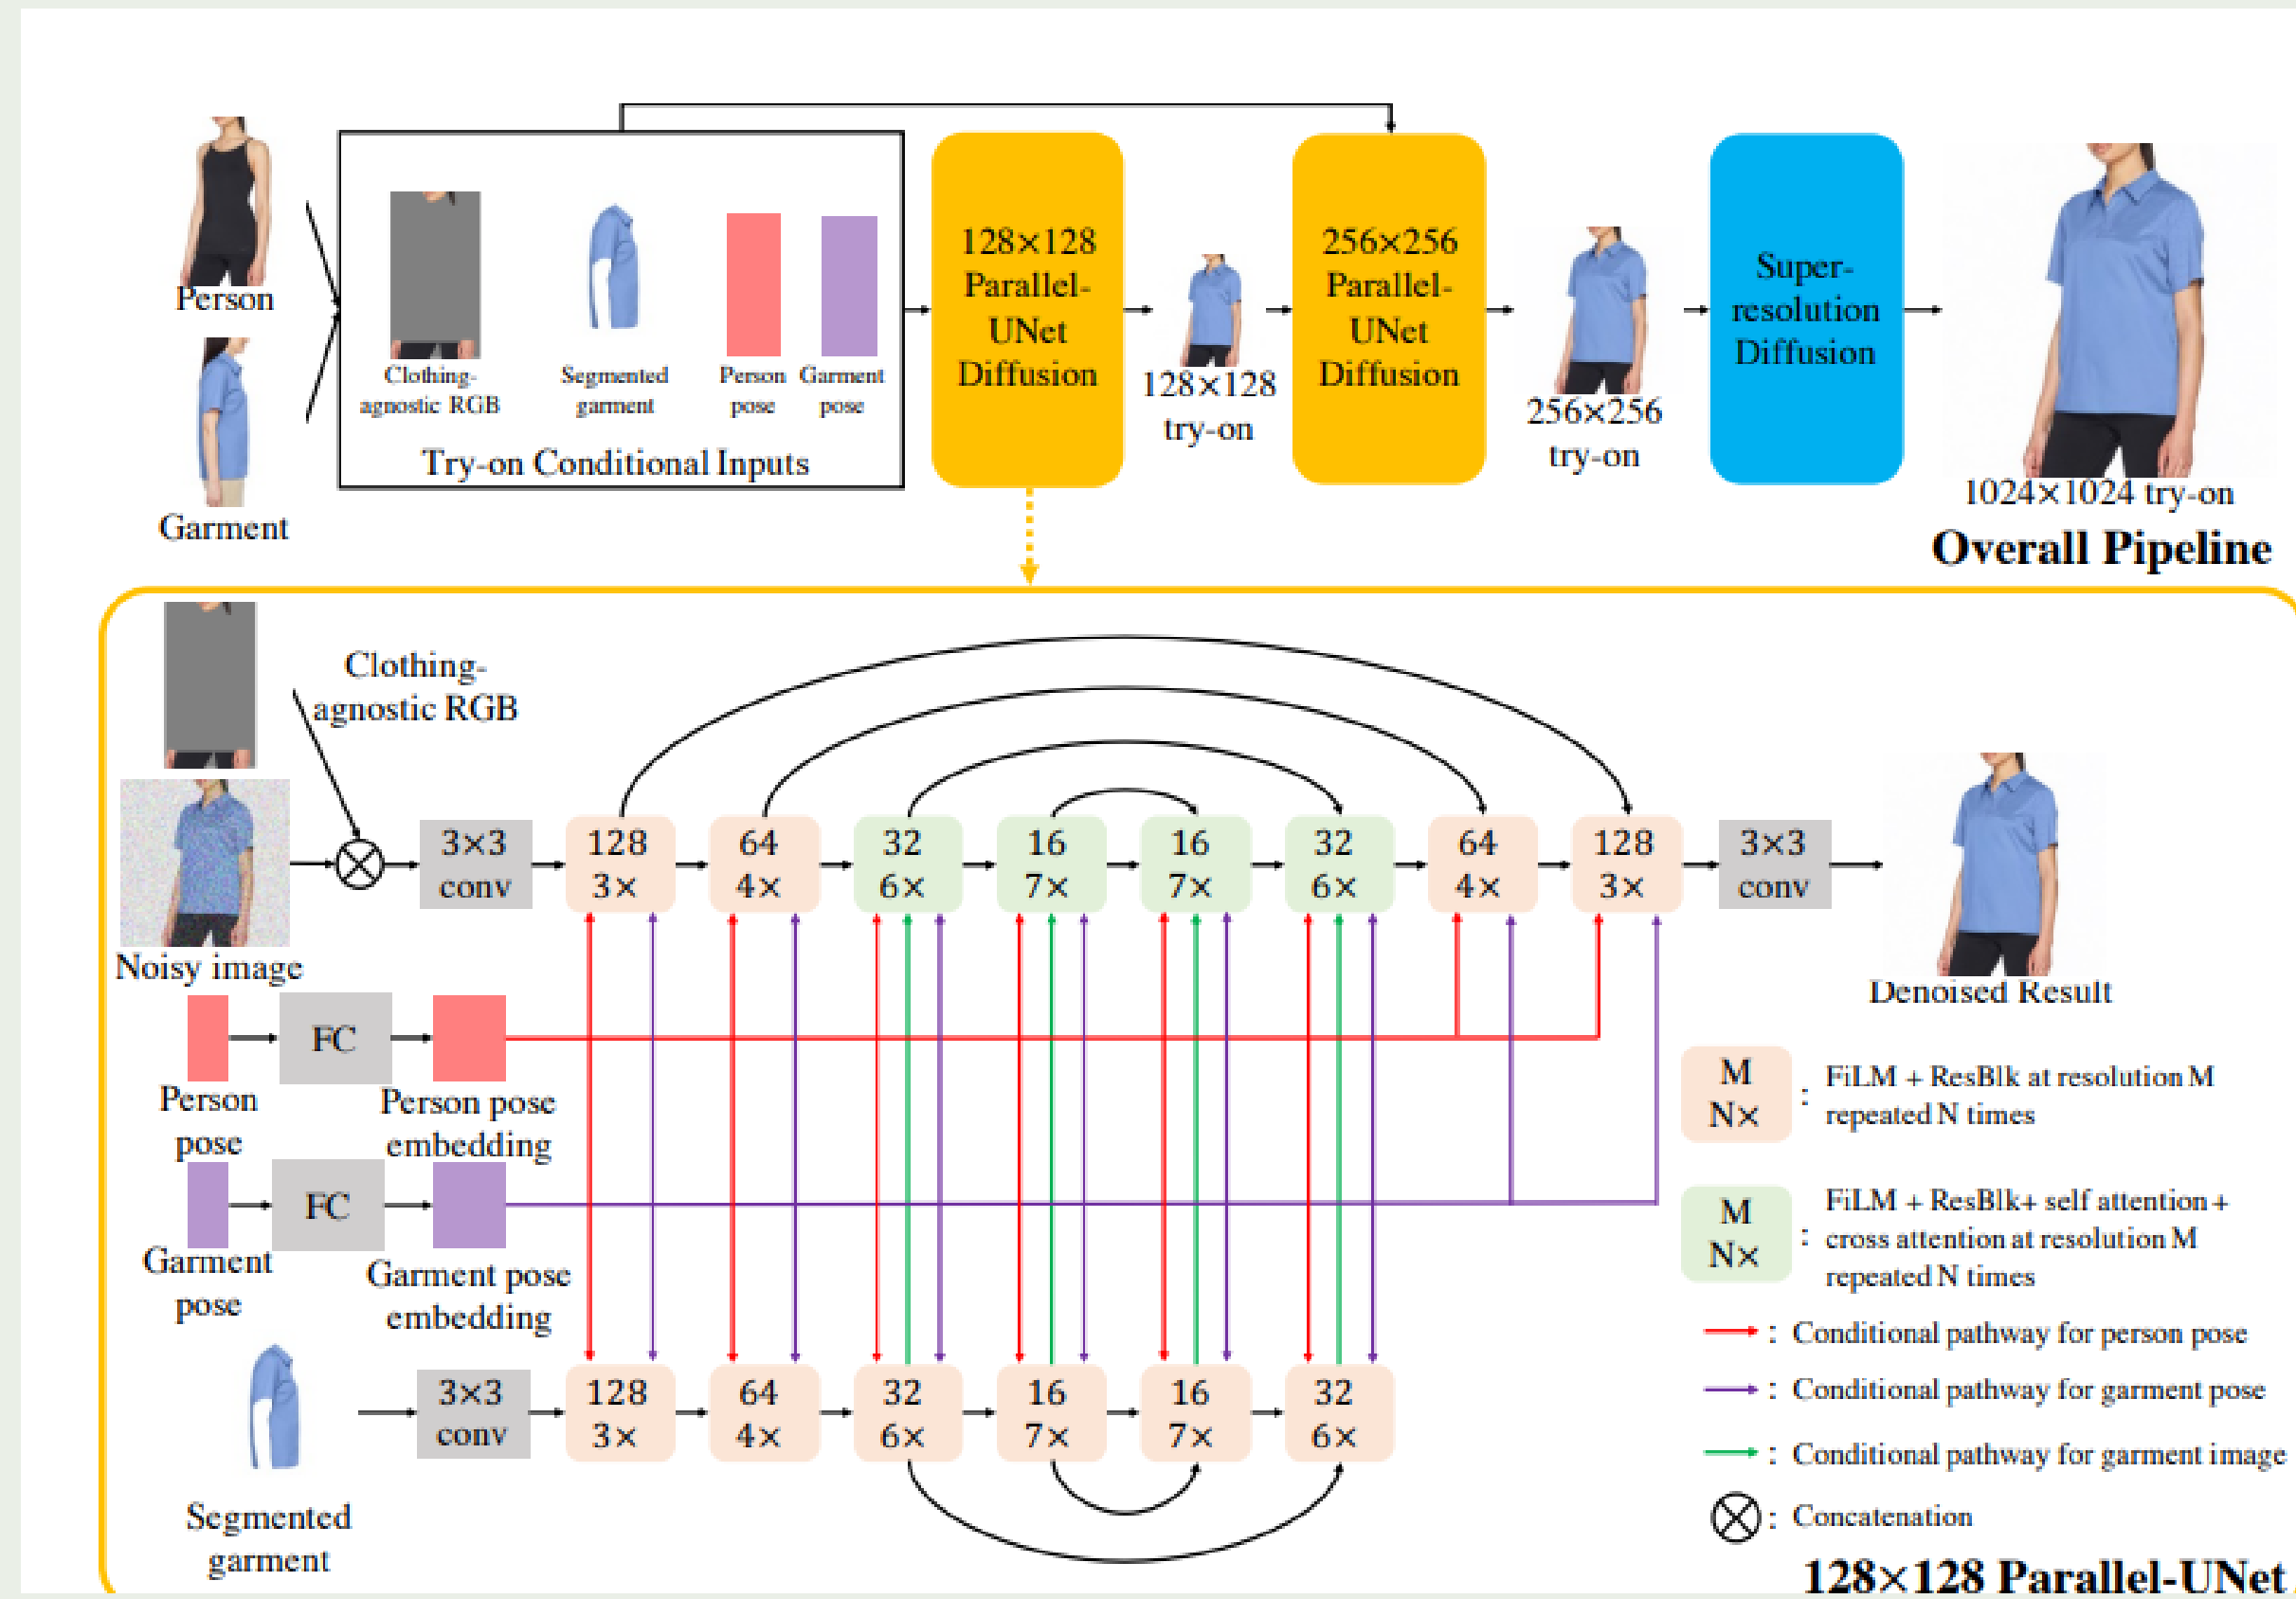 Person
Garment
Clothing-
agnostic RGB
Segmented
garment
Person
pose
Garment
pose
Try-on Conditional Inputs
128×128
Parallel-
UNet
Diffusion
128×128
try-on
256×256
Parallel-
UNet
Diffusion
256×256
try-on
Super-
resolution
Diffusion
1024×1024 try-on
Overall Pipeline
Clothing-
agnostic RGB
Noisy image
3×3
conv
128
3×
64
4×
32
6×
16
7×
16
7×
32
6×
64
4×
128
3×
3×3
conv
Denoised Result
Person
pose
FC
Person pose
embedding
Garment
pose
FC
Garment pose
embedding
Segmented
garment
3×3
conv
128
3×
64
4×
32
6×
16
7×
16
7×
32
6×
M
N×
:
FiLM + ResBlk at resolution M
repeated N times
M
N×
:
FiLM + ResBlk+ self attention +
cross attention at resolution M
repeated N times
: Conditional pathway for person pose
: Conditional pathway for garment pose
: Conditional pathway for garment image
: Concatenation
128×128 Parallel-UNet